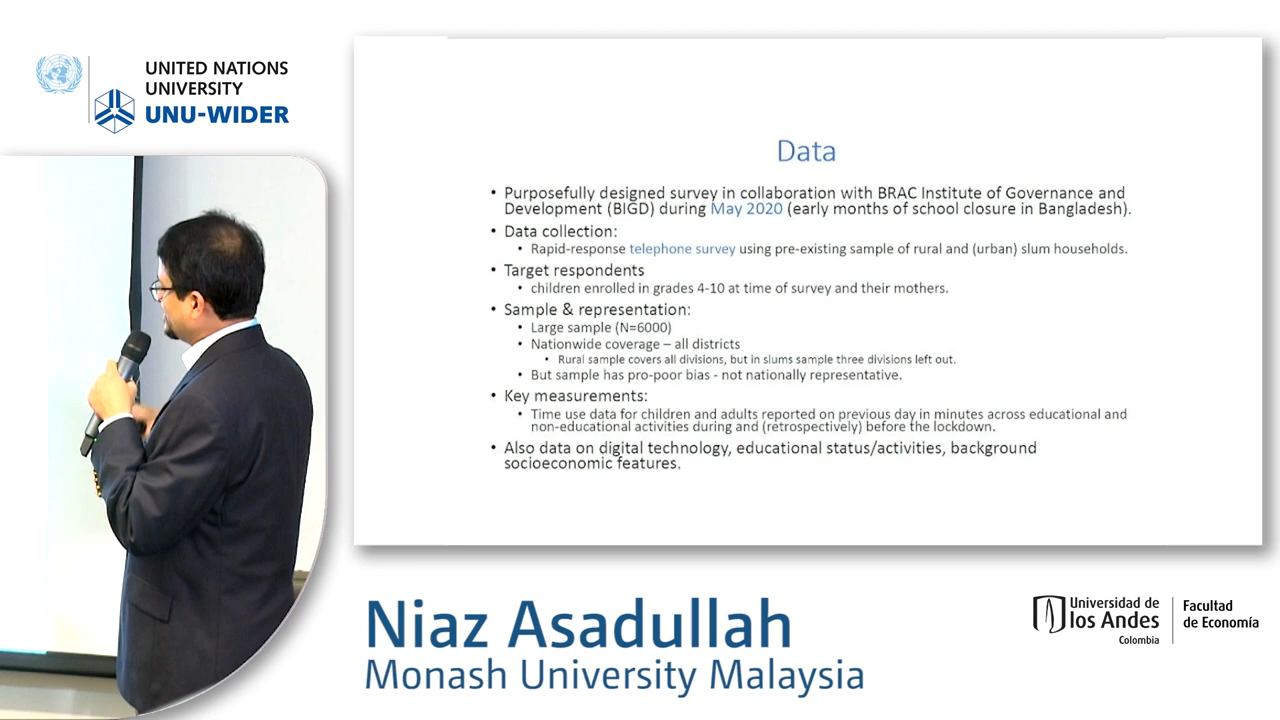 UNITED NATIONS
UNIVERSITY
UNU-WIDER
Data
• Purposefully designed survey in collaboration with BRAC Institute of Governance and
Development (BIGD) during May 2020 (early months of school closure in Bangladesh).
• Data collection:
• Rapid-response telephone survey using pre-existing sample of rural and (urban) slum households.
• Target respondents
• children enrolled in grades 4-10 at time of survey and their mothers.
• Sample & representation:
• Large sample (N=6000)
• Nationwide coverage – all districts
• Rural sample covers all divisions, but in slums sample three divisions left out.
• But sample has pro-poor bias - not nationally representative.
• Key measurements:
• Time use data for children and adults reported on previous day in minutes across educational and
non-educational activities during and (retrospectively) before the lockdown.
• Also data on digital technology, educational status/activities, background
socioeconomic features.
Niaz Asadullah
Monash University Malaysia
Universidad de
los Andes
Colombia
Facultad
de Economía